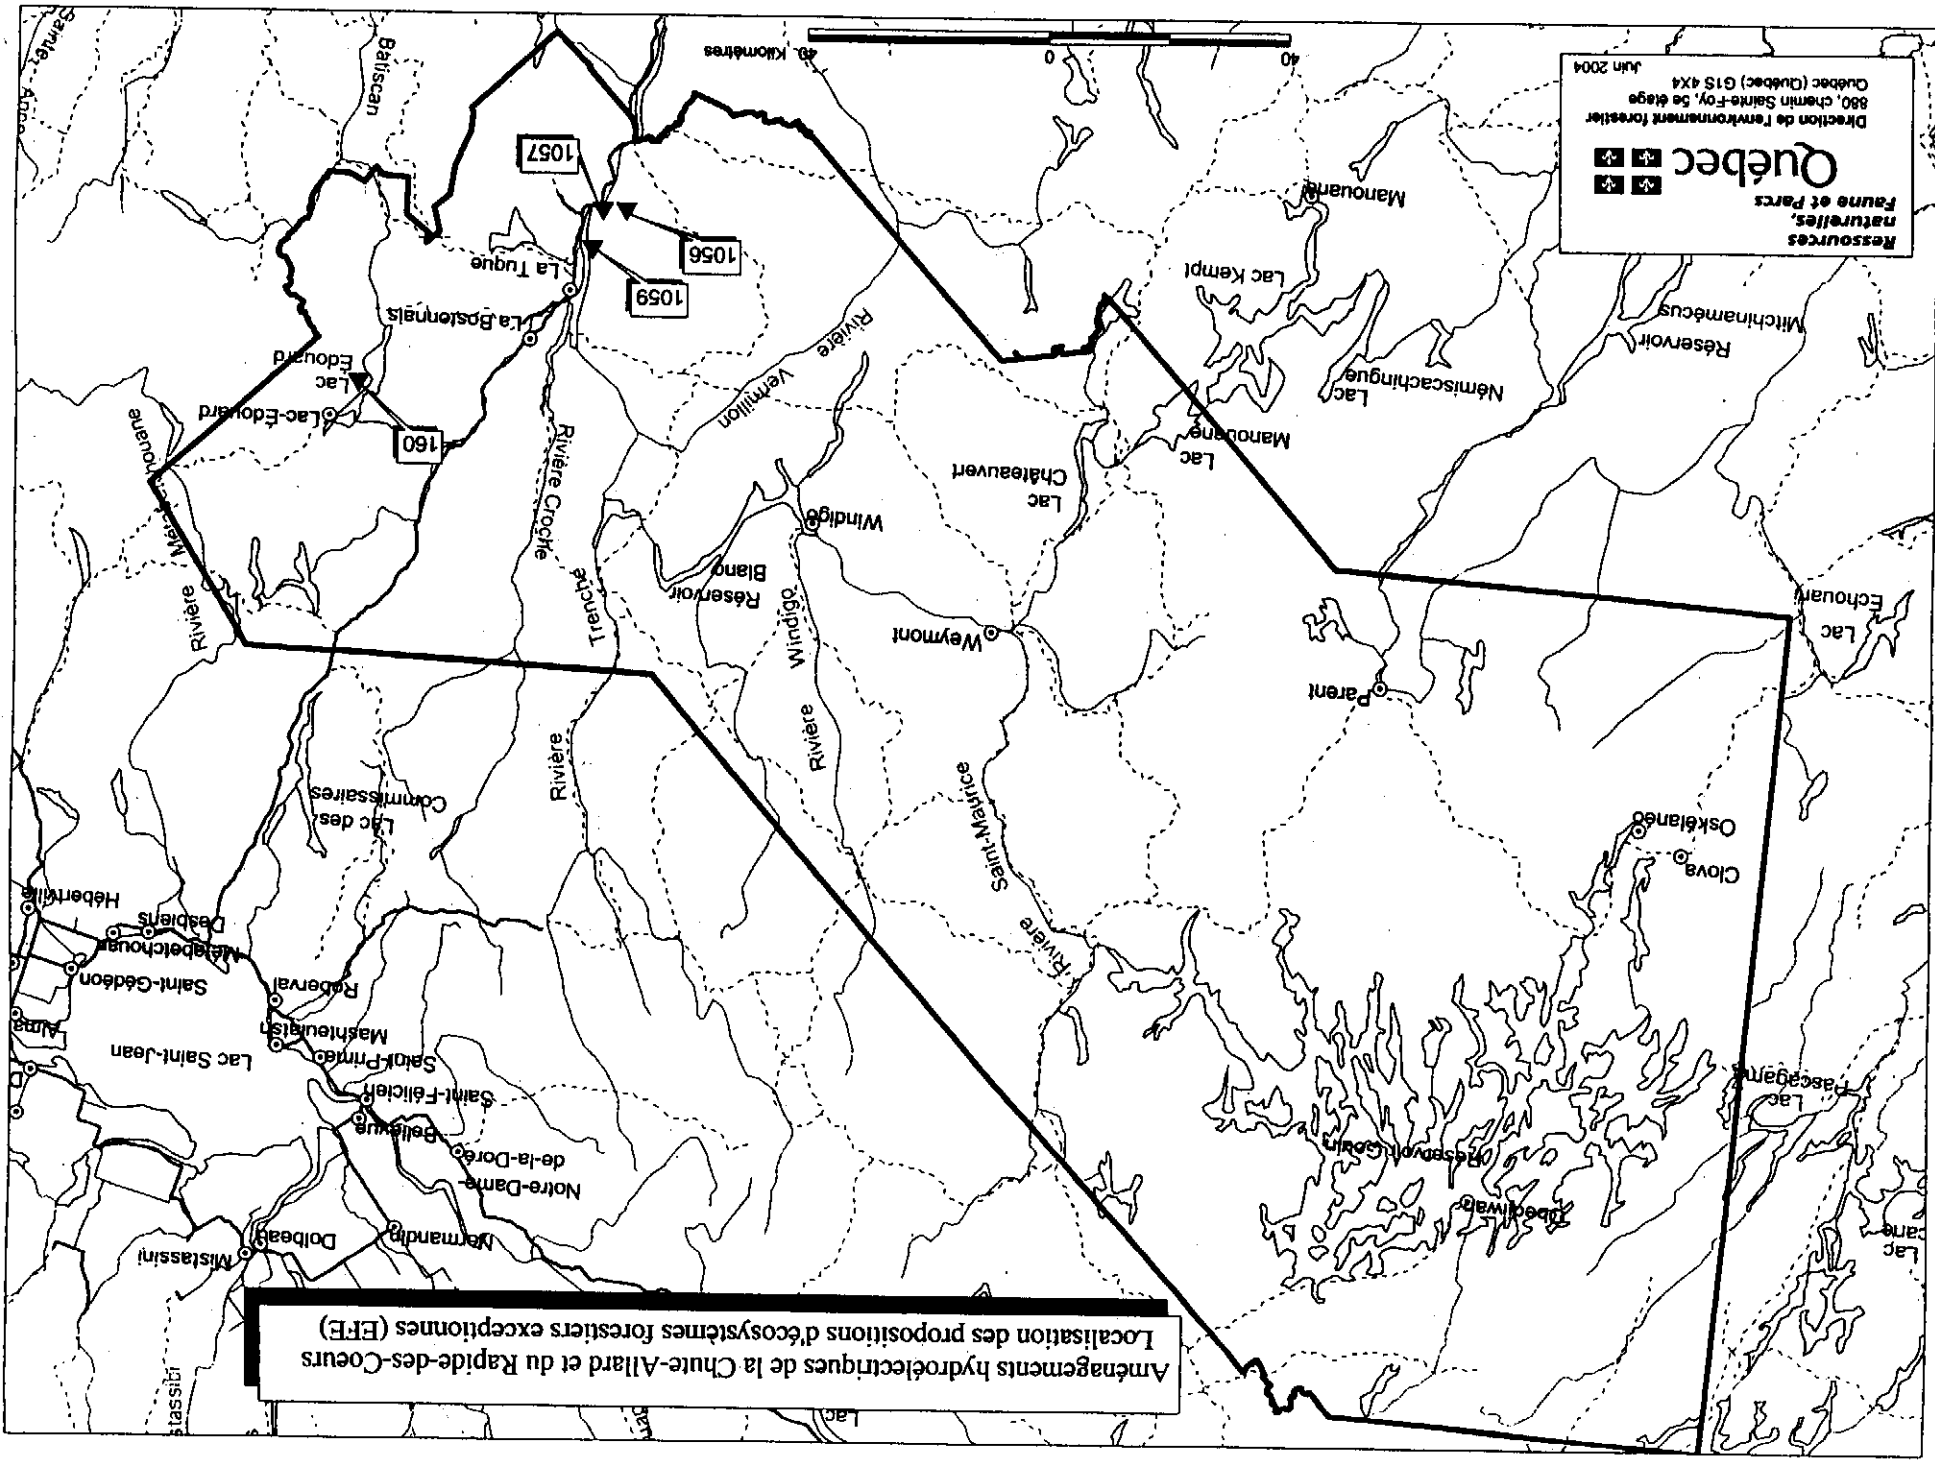 Aménagements hydroélectriques de la Chute-Allard et du Rapide-des-Coeurs
Localisation des propositions d'écosystèmes forestiers exceptionnes (EFE)
Lac
Lac
Lac
Pascagama
Obedjiwan
Réservoir Gouin
Clova
Oskélanéo
Parent
Lac
Echouani
Réservoir
Mitchinamécus
Lac
Némiscachingue
Lac Kempt
Manouane
Lac
Manouane
Lac
Châteauvert
Weymont
Windigo
Rivière
Saint-Maurice
Rivière
Windigo
Réservoir
Blanc
Rivière
Vermillon
Rivière
Trenche
Rivière Croche
La Tuque
La Bostonnais
Lac-Édouard
Lac
Édouard
160
1059
1056
1057
Batiscan
Sainte
Anne
Rivière
Lac des
Commissaires
Hébertville
Desbiens
Métabetchouan
Saint-Gédéon
Alma
Lac Saint-Jean
Roberval
Mashteuiatsh
Saint-Prime
Saint-Félicien
Bellevue
Notre-Dame-
de-la-Doré
Normandin
Dolbeau
Mistassini
stassibi
40
0
40 Kilomètres
Ressources
naturelles,
Faune et Parcs
Québec
Direction de l'environnement forestier
880, chemin Sainte-Foy, 5e étage
Québec (Québec) G1S 4X4
Juin 2004